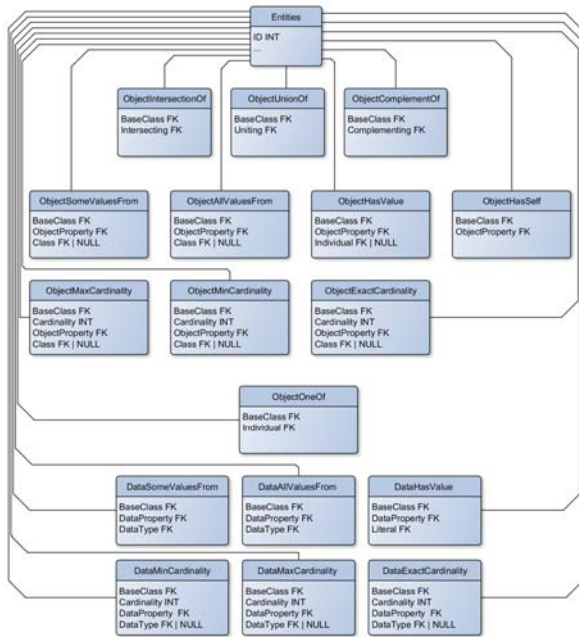 Entities
ID INT
...
ObjectIntersectionOf
BaseClass FK
Intersecting FK
ObjectUnionOf
BaseClass FK
Uniting FK
ObjectComplementOf
BaseClass FK
Complementing FK
ObjectSomeValuesFrom
BaseClass FK
ObjectProperty FK
Class FK | NULL
ObjectAllValuesFrom
BaseClass FK
ObjectProperty FK
Class FK | NULL
ObjectHasValue
BaseClass FK
ObjectProperty FK
Individual FK | NULL
ObjectHasSelf
BaseClass FK
ObjectProperty FK
ObjectMaxCardinality
BaseClass FK
Cardinality INT
ObjectProperty FK
Class FK | NULL
ObjectMinCardinality
BaseClass FK
Cardinality INT
ObjectProperty FK
Class FK | NULL
ObjectExactCardinality
BaseClass FK
Cardinality INT
ObjectProperty FK
Class FK | NULL
ObjectOneOf
BaseClass FK
Individual FK
DataSomeValuesFrom
BaseClass FK
DataProperty FK
DataType FK
DataAllValuesFrom
BaseClass FK
DataProperty FK
DataType FK
DataHasValue
BaseClass FK
DataProperty FK
Literal FK
DataMinCardinality
BaseClass FK
Cardinality INT
DataProperty FK
DataType FK | NULL
DataMaxCardinality
BaseClass FK
Cardinality INT
DataProperty FK
DataType FK | NULL
DataExactCardinality
BaseClass FK
Cardinality INT
DataProperty FK
DataType FK | NULL